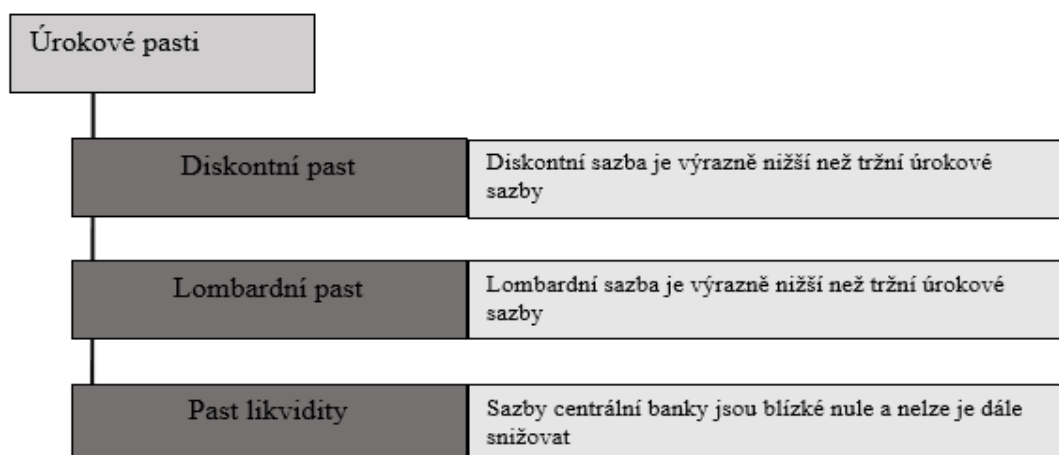 Úrokové pasti
Diskontní past
Diskontní sazba je výrazně nižší než tržní úrokové
sazby
Lombardní past
Lombardní sazba je výrazně nižší než tržní úrokové
sazby
Past likvidity
Sazby centrální banky jsou blízké nule a nelze je dále
snižovat